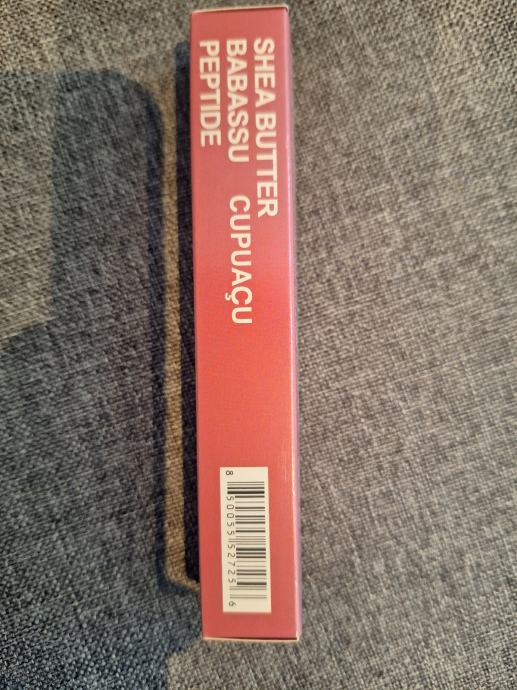 SHEA BUTTER
BABASSU CUPUAÇU
PEPTIDE
8 50055 52725 6